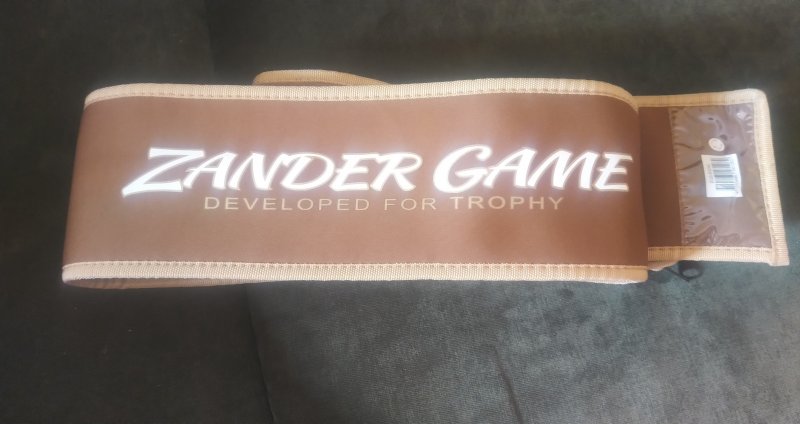 ZANDER GAME
DEVELOPED FOR TROPHY